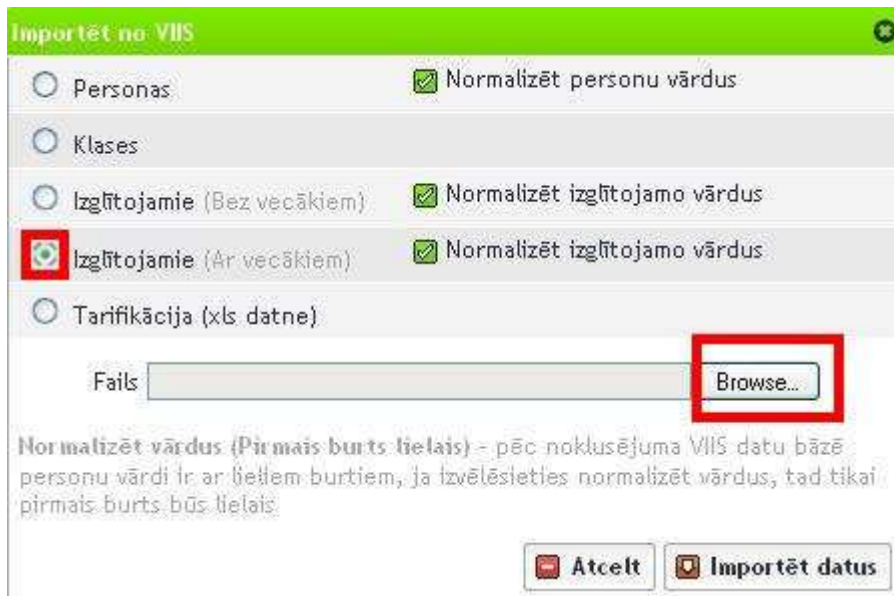 Importēt no VIIS
Personas
Normalizēt personu vārdus
Klases
Izglītojamie (Bez vecākiem)
Normalizēt izglītojamo vārdus
Izglītojamie (Ar vecākiem)
Normalizēt izglītojamo vārdus
Tarifikācija (xls datne)
Fails
Browse...
Normalizēt vārdus (Pirmais burts lielais) - pēc noklusējuma VIIS datu bāzē
personu vārdi ir ar lieliem burtiem, ja izvēlēsieties normalizēt vārdus, tad tikai
pirmais burts būs lielais
Atcelt
Importēt datus